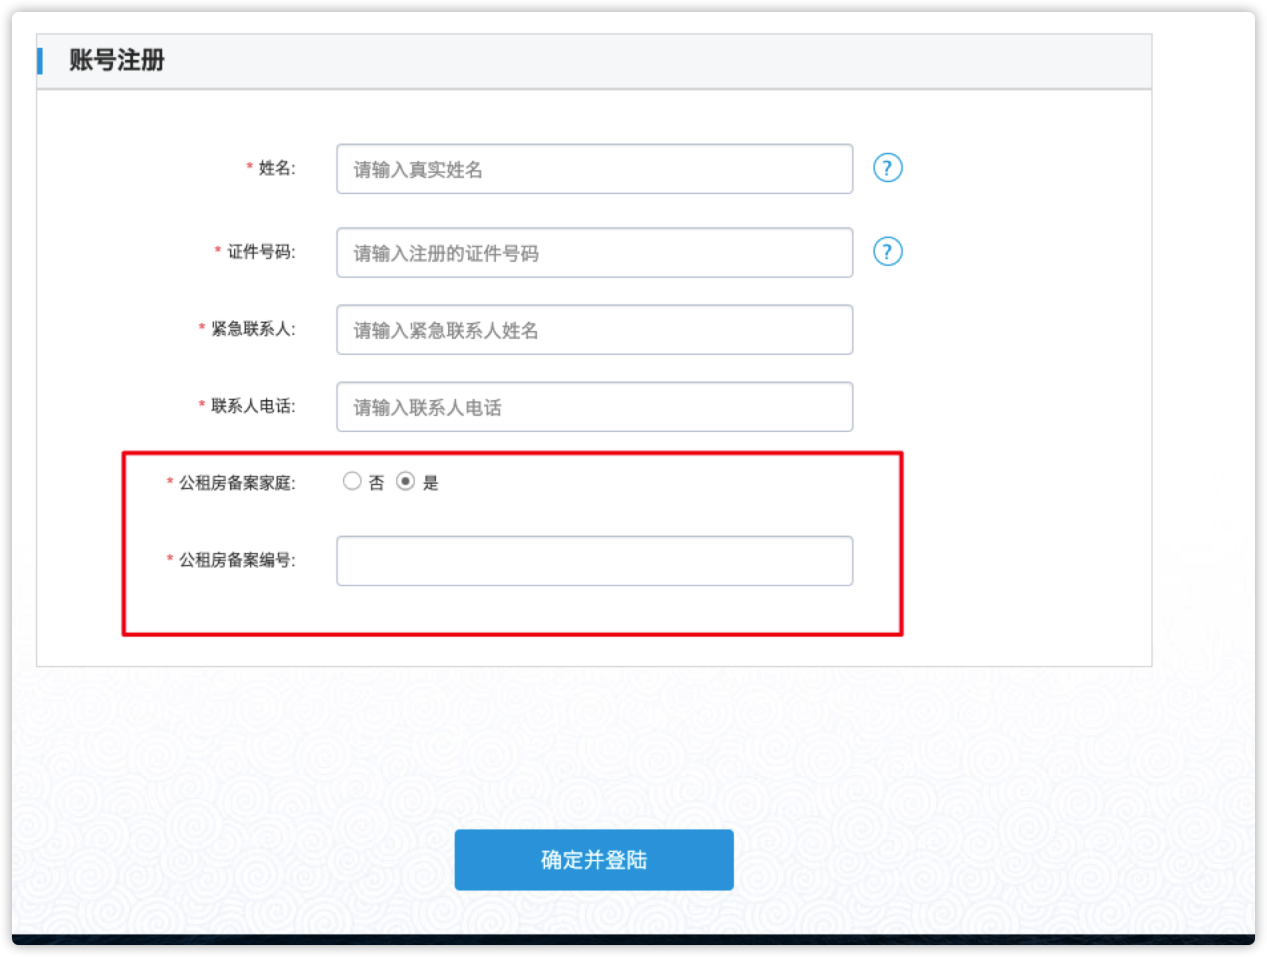 账号注册
* 姓名: 请输入真实姓名 ?
* 证件号码: 请输入注册的证件号码 ?
* 紧急联系人: 请输入紧急联系人姓名
* 联系人电话: 请输入联系人电话
* 公租房备案家庭: 否 是
* 公租房备案编号:
确定并登陆